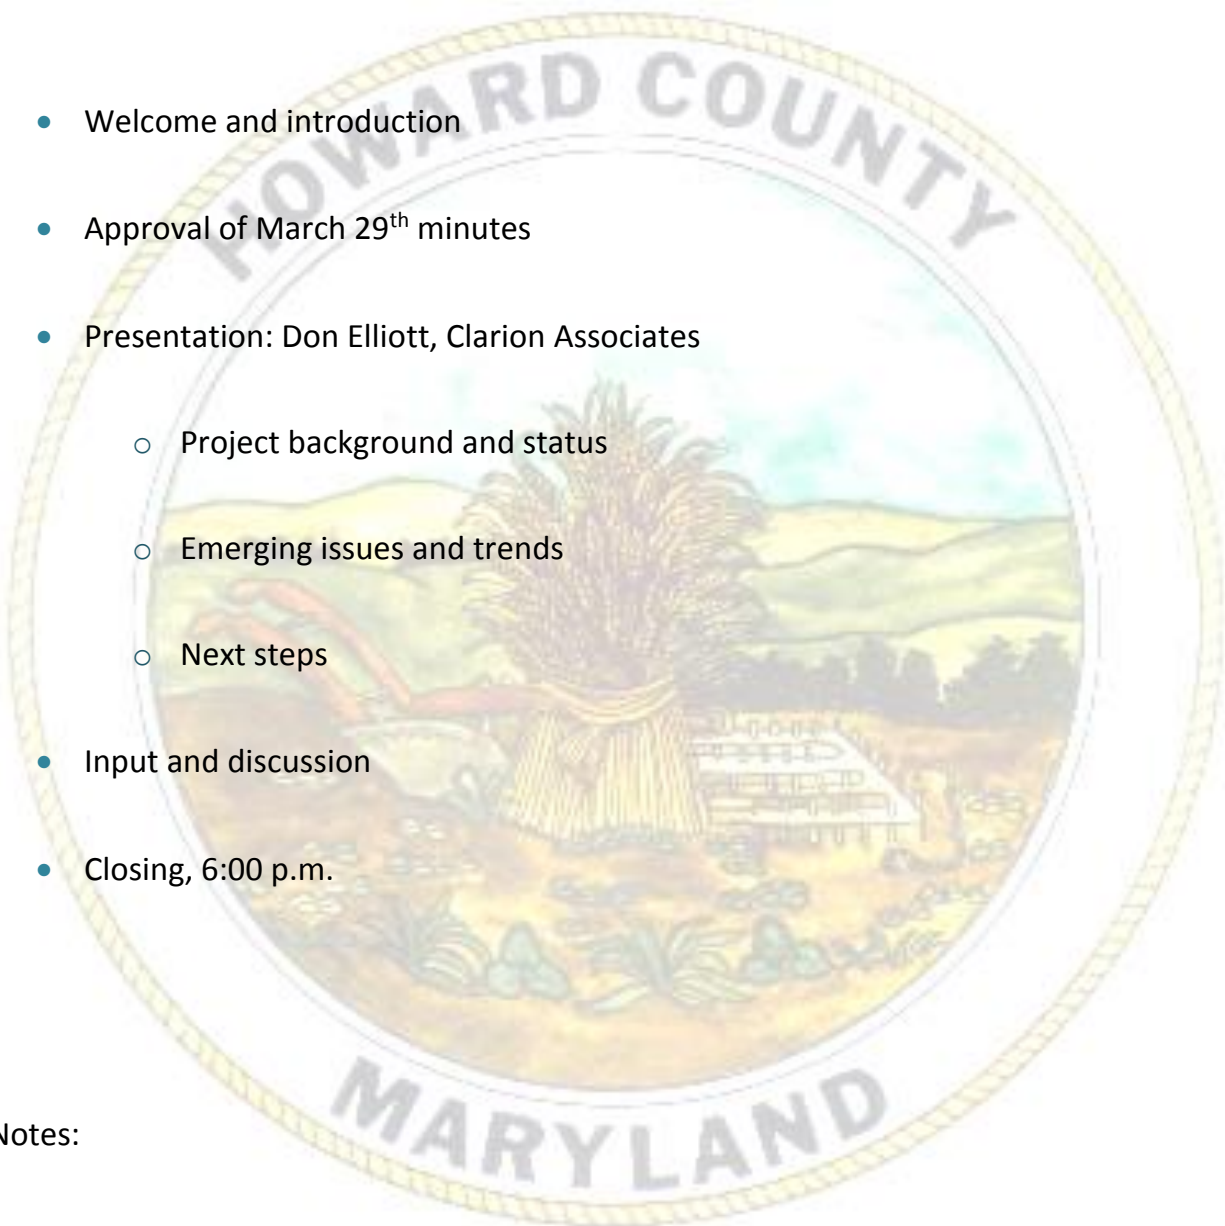 HOWARD COUNTY
• Welcome and introduction
• Approval of March 29th minutes
• Presentation: Don Elliott, Clarion Associates
○ Project background and status
○ Emerging issues and trends
○ Next steps
• Input and discussion
• Closing, 6:00 p.m.
Notes:
MARYLAND